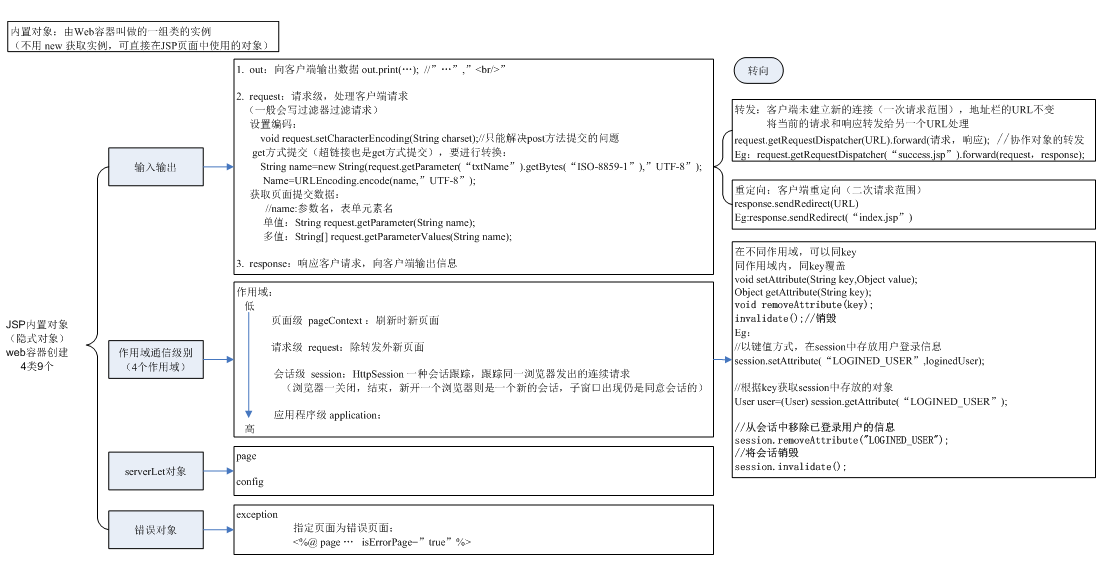 内置对象：由Web容器叫做的一组类的实例
（不用 new 获取实例，可直接在JSP页面中使用的对象）
1. out：向客户端输出数据 out.print(…); //”…”,”<br/>”
2. request：请求级，处理客户端请求
（一般会写过滤器过滤请求）
设置编码：
void request.setCharacterEncoding(String charset);//只能解决post方法提交的问题
get方式提交（超链接也是get方式提交），要进行转换：
String name=new String(request.getParameter(“txtName”).getBytes(“ISO-8859-1”),”UTF-8”);
Name=URLEncoding.encode(name,”UTF-8”);
获取页面提交数据：
//name:参数名，表单元素名
单值：String request.getParameter(String name);
多值：String[] request.getParameterValues(String name);
3. response：响应客户请求，向客户端输出信息
输入输出
转向
转发：客户端未建立新的连接（一次请求范围），地址栏的URL不变
将当前的请求和响应转发给另一个URL处理
request.getRequestDispatcher(URL).forward(请求，响应); //协作对象的转发
Eg：request.getRequestDispatcher(“success.jsp”).forward(request，response);
重定向：客户端重定向（二次请求范围）
response.sendRedirect(URL)
Eg:response.sendRedirect(“index.jsp”)
JSP内置对象
（隐式对象）
web容器创建
4类9个
作用域通信级别
（4个作用域）
作用域：
低
页面级 pageContext ：刷新时新页面
请求级 request：除转发外新页面
会话级 session：HttpSession 一种会话跟踪，跟踪同一浏览器发出的连续请求
（浏览器一关闭，结束，新开一个浏览器则是一个新的会话，子窗口出现仍是同意会话的）
应用程序级 application：
高
在不同作用域，可以同key
同作用域内，同key覆盖
void setAttribute(String key,Object value);
Object getAttribute(String key);
void removeAttribute(key);
invalidate();//销毁
Eg：
//以键值方式，在session中存放用户登录信息
session.setAttribute(“LOGINED_USER”,loginedUser);
//根据key获取session中存放的对象
User user=(User) session.getAttribute(“LOGINED_USER”);
//从会话中移除已登录用户的信息
session.removeAttribute("LOGINED_USER");
//将会话销毁
session.invalidate();
serverLet对象
page
config
错误对象
exception
指定页面为错误页面：
<%@ page … isErrorPage=”true”%>